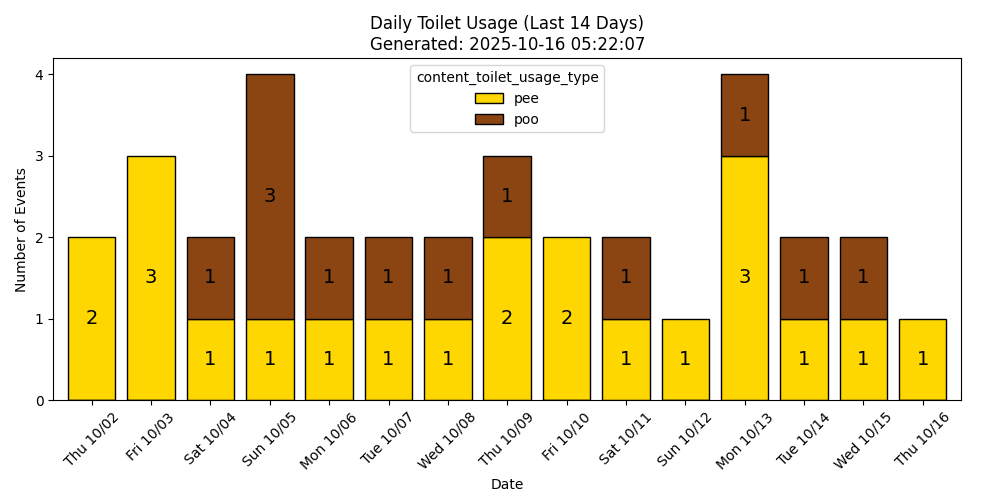 Daily Toilet Usage (Last 14 Days)
Generated: 2025-10-16 05:22:07
content_toilet_usage_type
pee
poo
Number of Events
4
3
2
1
0
2
3
1
1
3
1
1
1
1
1
1
1
1
2
2
1
1
1
1
3
1
1
1
1
1
Thu 10/02
Fri 10/03
Sat 10/04
Sun 10/05
Mon 10/06
Tue 10/07
Wed 10/08
Thu 10/09
Fri 10/10
Sat 10/11
Sun 10/12
Mon 10/13
Tue 10/14
Wed 10/15
Thu 10/16
Date